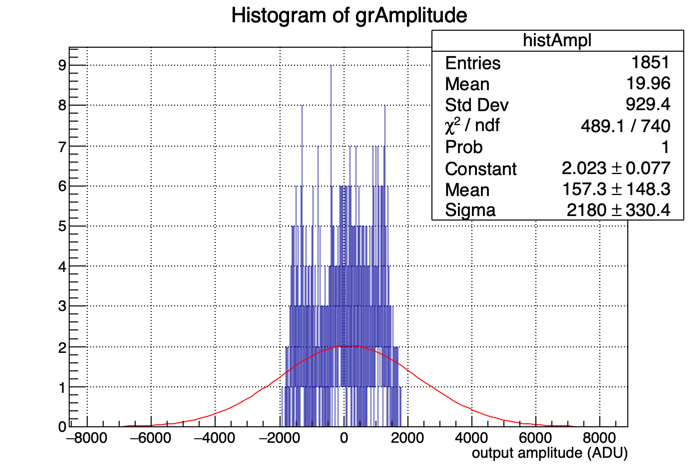 Histogram of grAmplitude
histAmpl
Entries 1851
Mean 19.96
Std Dev 929.4
χ² / ndf 489.1 / 740
Prob 1
Constant 2.023 ± 0.077
Mean 157.3 ± 148.3
Sigma 2180 ± 330.4
9
8
7
6
5
4
3
2
1
0
−8000 −6000 −4000 −2000 0 2000 4000 6000 8000
output amplitude (ADU)